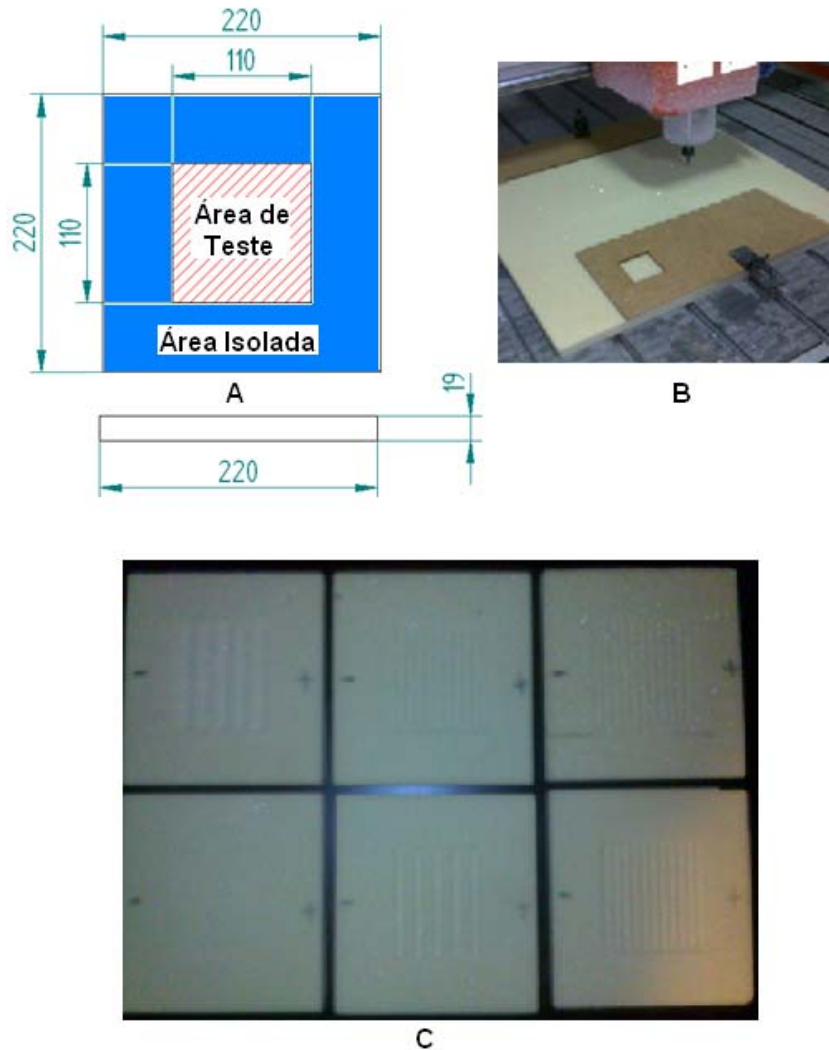 220
110
220
110
Área de
Teste
Área Isolada
A
B
19
220
- +
- +
- +
- +
- +
- +
C